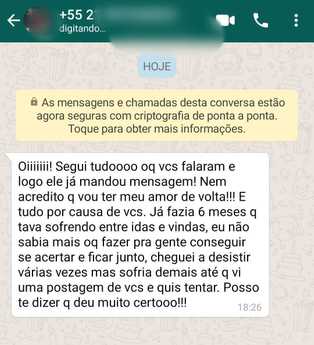 +55 2
digitando...
HOJE
As mensagens e chamadas desta conversa estão
agora seguras com criptografia de ponta a ponta.
Toque para obter mais informações.
Oiiiiiii! Segui tudoooo oq vcs falaram e
logo ele já mandou mensagem! Nem
acredito q vou ter meu amor de volta!!! E
tudo por causa de vcs. Já fazia 6 meses q
tava sofrendo entre idas e vindas, eu não
sabia mais oq fazer pra gente conseguir
se acertar e ficar junto, cheguei a desistir
várias vezes mas sofria demais até q vi
uma postagem de vcs e quis tentar. Posso
te dizer q deu muito certooo!!!
18:26